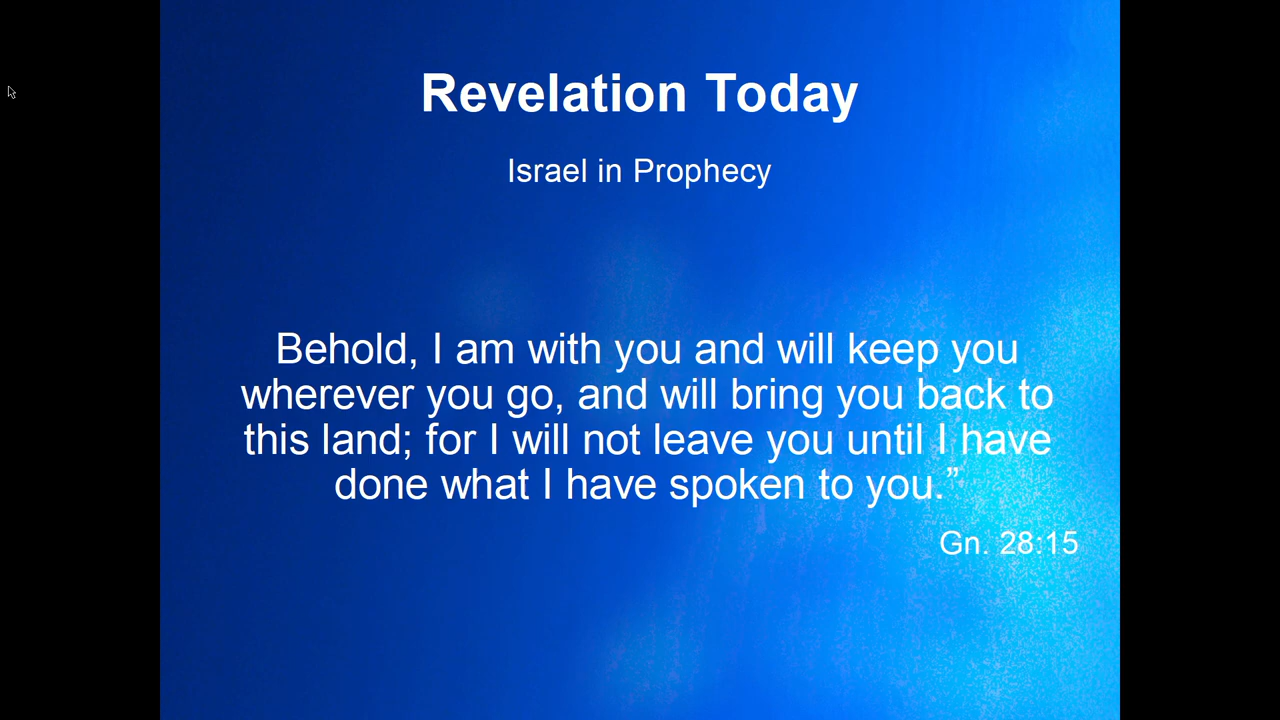 Revelation Today
Israel in Prophecy
Behold, I am with you and will keep you
wherever you go, and will bring you back to
this land; for I will not leave you until I have
done what I have spoken to you.”
Gn. 28:15